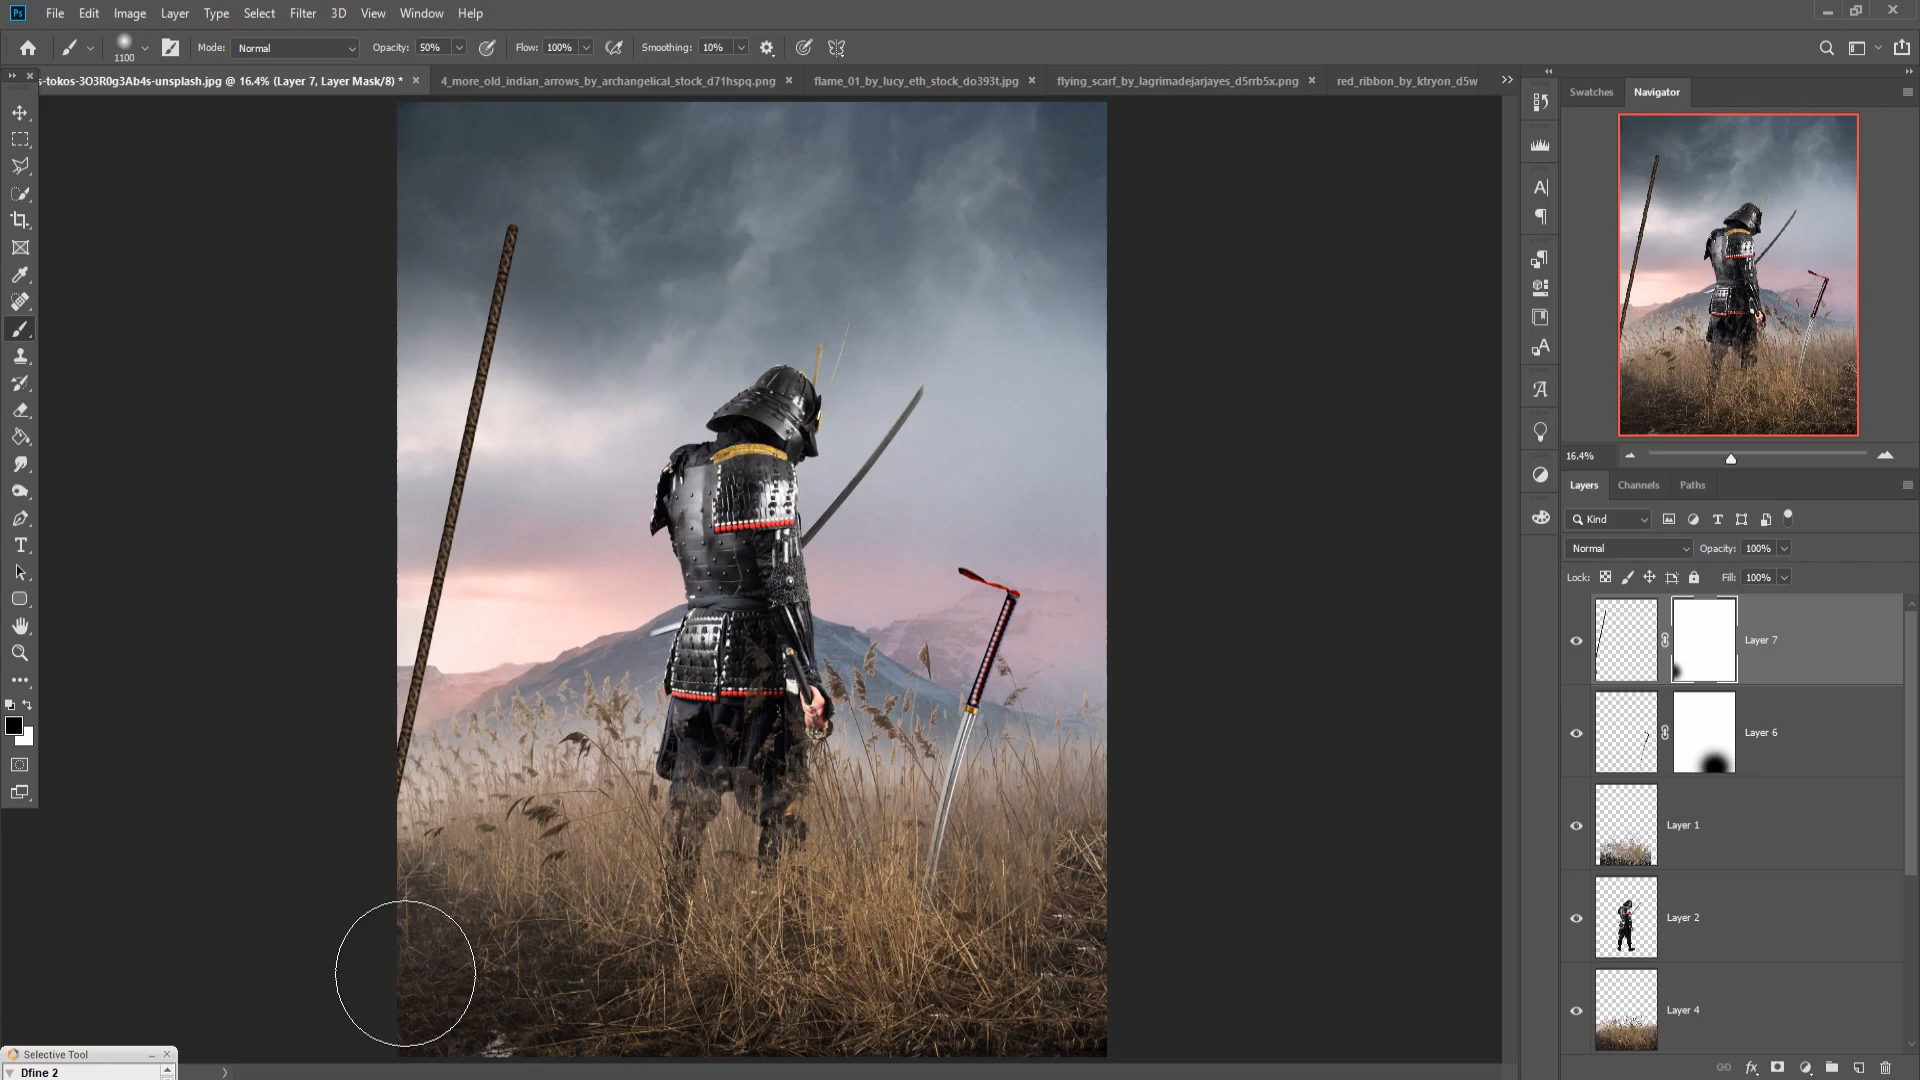 Ps File Edit Image Layer Type Select Filter 3D View Window Help
1100 Mode: Normal Opacity: 50% Flow: 100% Smoothing: 10%
s-tokos-3O3R0g3Ab4s-unsplash.jpg @ 16.4% (Layer 7, Layer Mask/8) * 4_more_old_indian_arrows_by_archangelical_stock_d71hspq.png flame_01_by_lucy_eth_stock_do393t.jpg flying_scarf_by_lagrimadejarjayes_d5rrb5x.png red_ribbon_by_ktryon_d5w
Swatches Navigator
16.4%
Layers Channels Paths
Kind
Normal Opacity: 100%
Lock: Fill: 100%
Layer 7
Layer 6
Layer 1
Layer 2
Layer 4
Selective Tool
Dfine 2